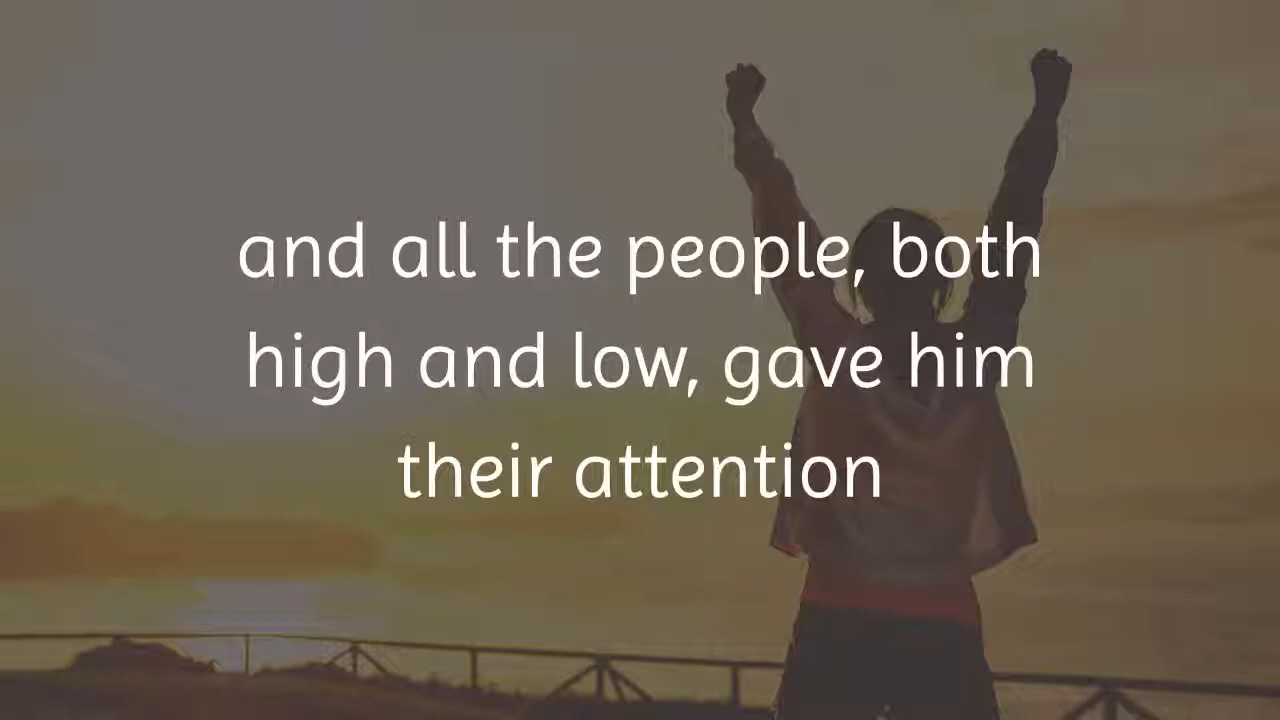 and all the people, both
high and low, gave him
their attention